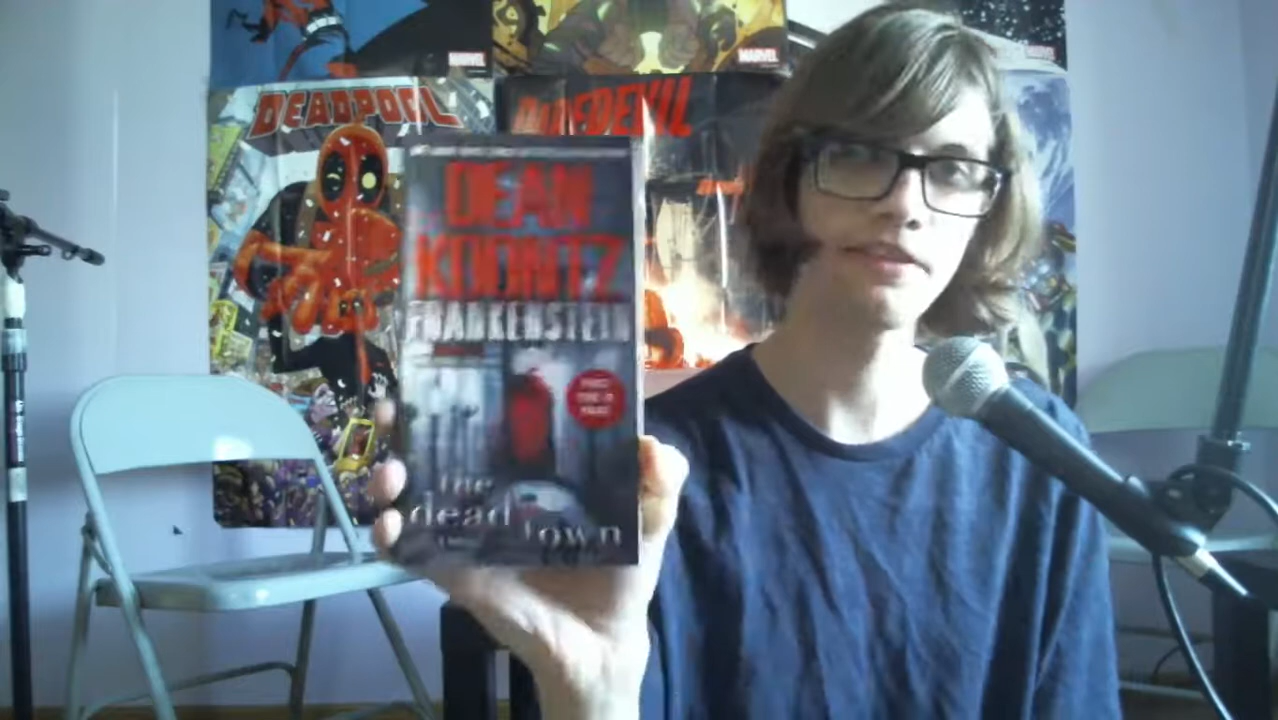 MARVEL
MARVEL
DEADPOOL
DAREDEVIL
DEAN
KOONTZ
FRANKENSTEIN
the
dead town